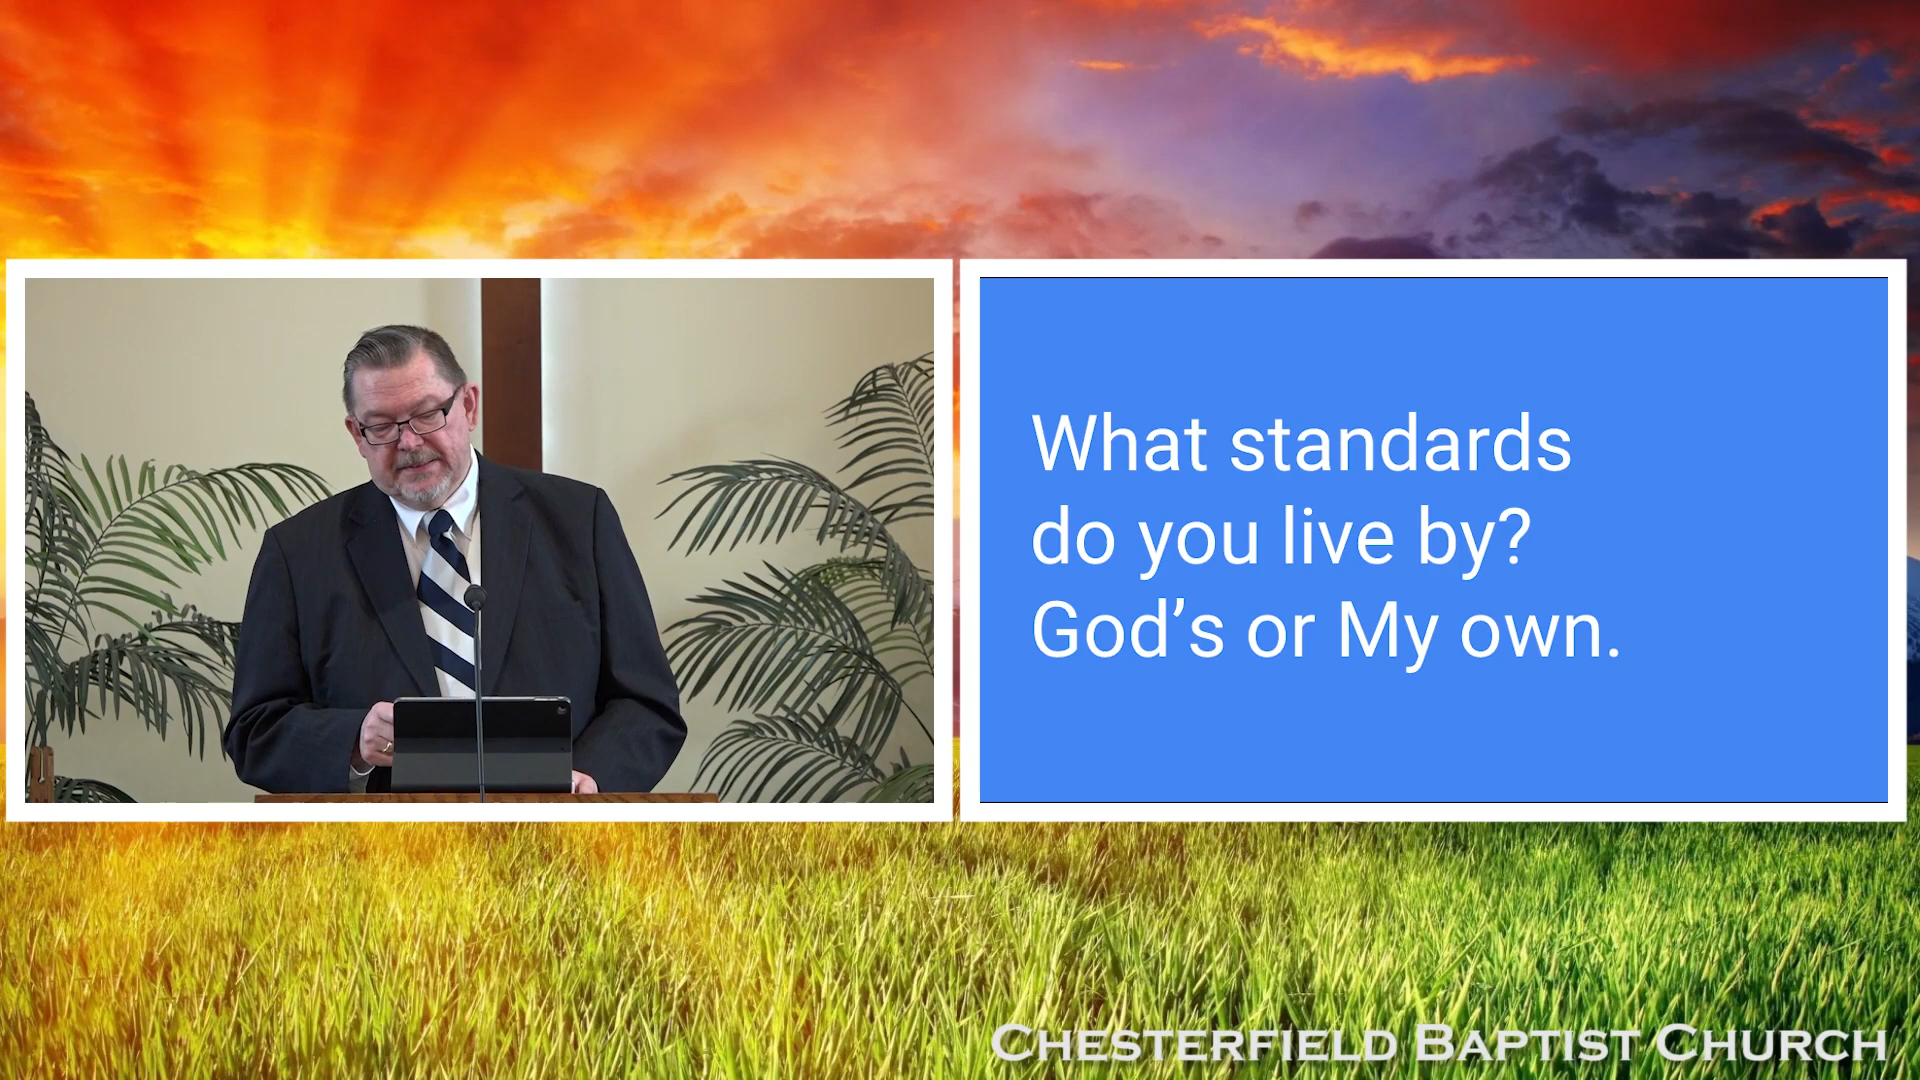 What standards
do you live by?
God’s or My own.
CHESTERFIELD BAPTIST CHURCH